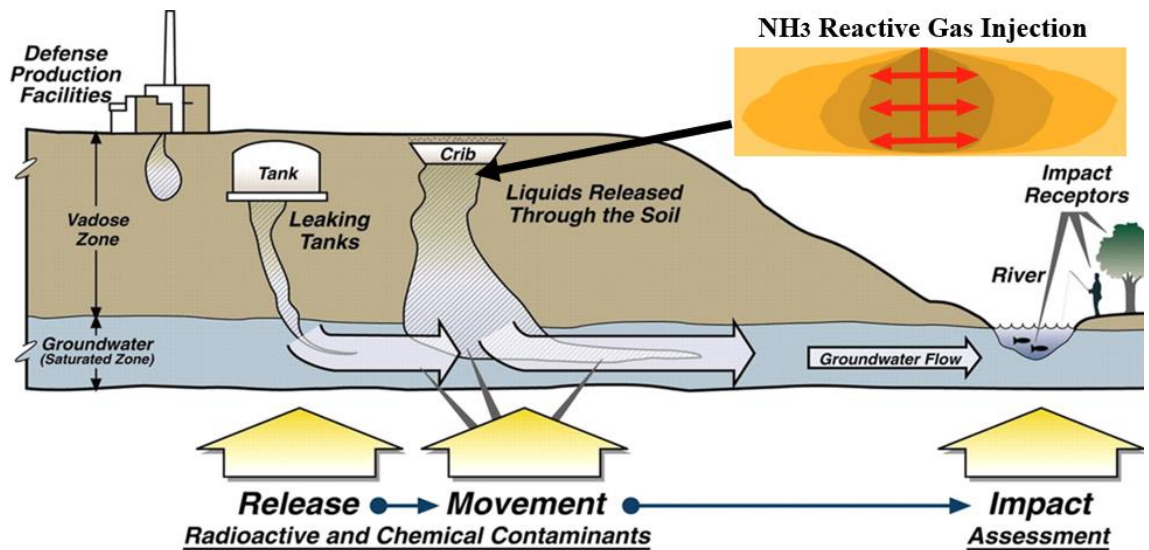 NH3 Reactive Gas Injection
Defense
Production
Facilities
Tank
Crib
Leaking
Tanks
Liquids Released
Through the Soil
Impact
Receptors
River
Vadose
Zone
Groundwater
(Saturated Zone)
Groundwater Flow
Release
Movement
Impact
Radioactive and Chemical Contaminants
Assessment